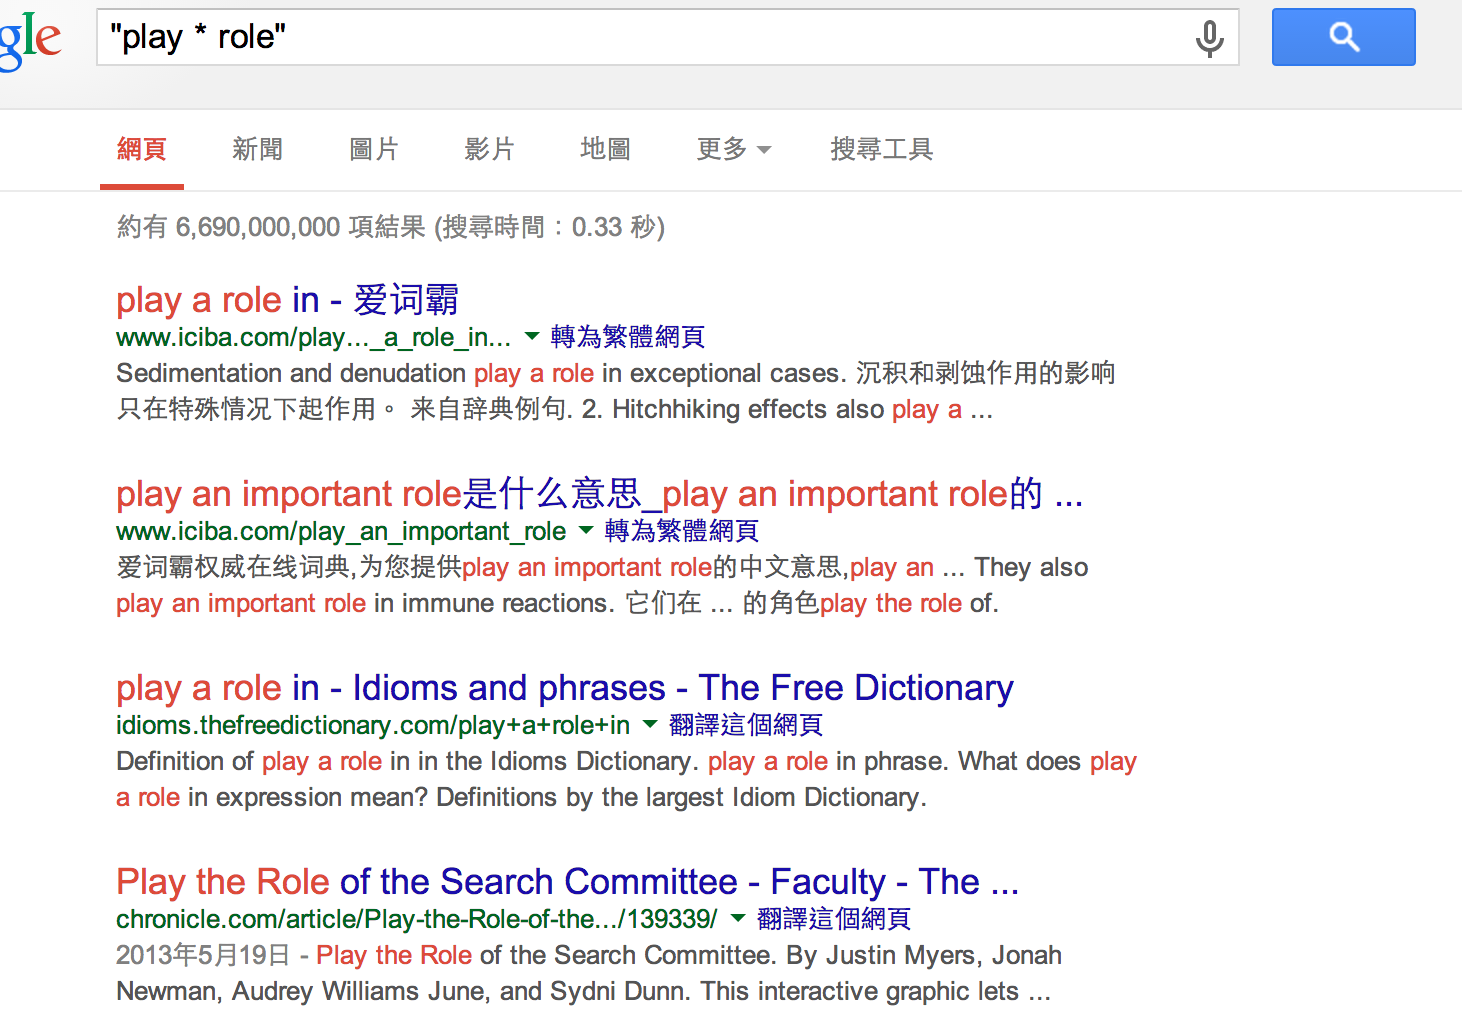 gle
"play * role"
網頁 新聞 圖片 影片 地圖 更多 搜尋工具
約有 6,690,000,000 項結果 (搜尋時間：0.33 秒)
play a role in - 爱词霸
www.iciba.com/play..._a_role_in... 轉為繁體網頁
Sedimentation and denudation play a role in exceptional cases. 沉积和剥蚀作用的影响
只在特殊情况下起作用。 来自辞典例句. 2. Hitchhiking effects also play a ...
play an important role是什么意思_play an important role的 ...
www.iciba.com/play_an_important_role 轉為繁體網頁
爱词霸权威在线词典,为您提供play an important role的中文意思,play an ... They also
play an important role in immune reactions. 它们在 ... 的角色play the role of.
play a role in - Idioms and phrases - The Free Dictionary
idioms.thefreedictionary.com/play+a+role+in 翻譯這個網頁
Definition of play a role in in the Idioms Dictionary. play a role in phrase. What does play
a role in expression mean? Definitions by the largest Idiom Dictionary.
Play the Role of the Search Committee - Faculty - The ...
chronicle.com/article/Play-the-Role-of-the.../139339/ 翻譯這個網頁
2013年5月19日 - Play the Role of the Search Committee. By Justin Myers, Jonah
Newman, Audrey Williams June, and Sydni Dunn. This interactive graphic lets ...